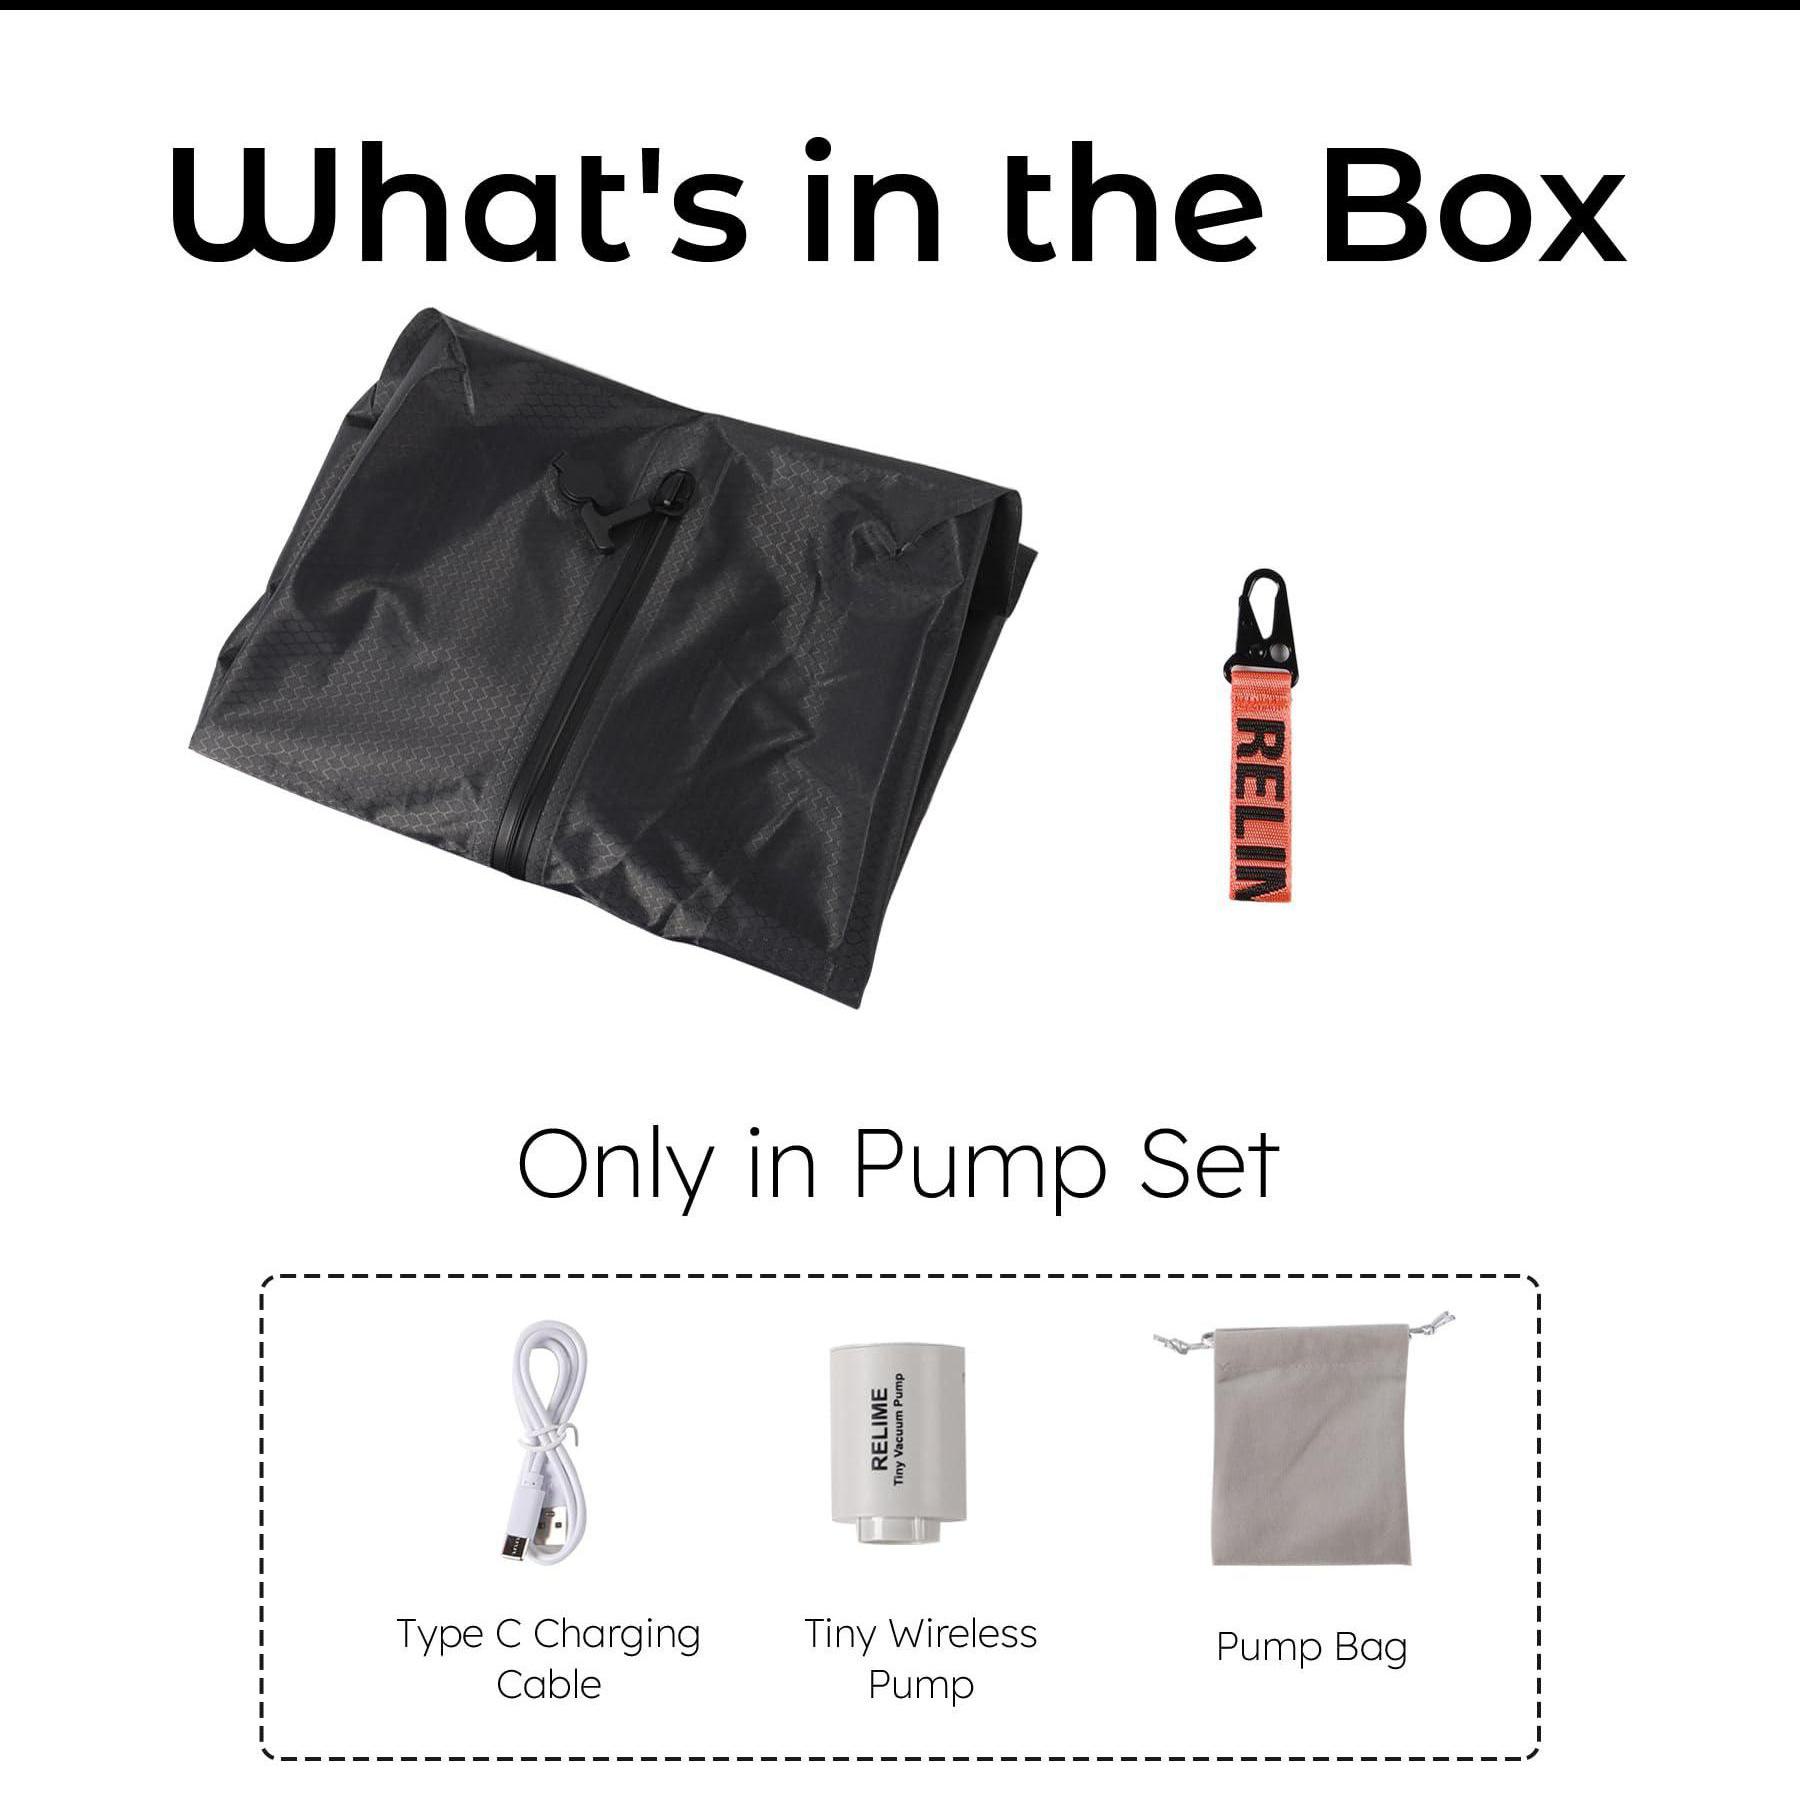 What's in the Box
RELIM
Only in Pump Set
RELIME
Tiny Vacuum Pump
Type C Charging
Cable
Tiny Wireless
Pump
Pump Bag